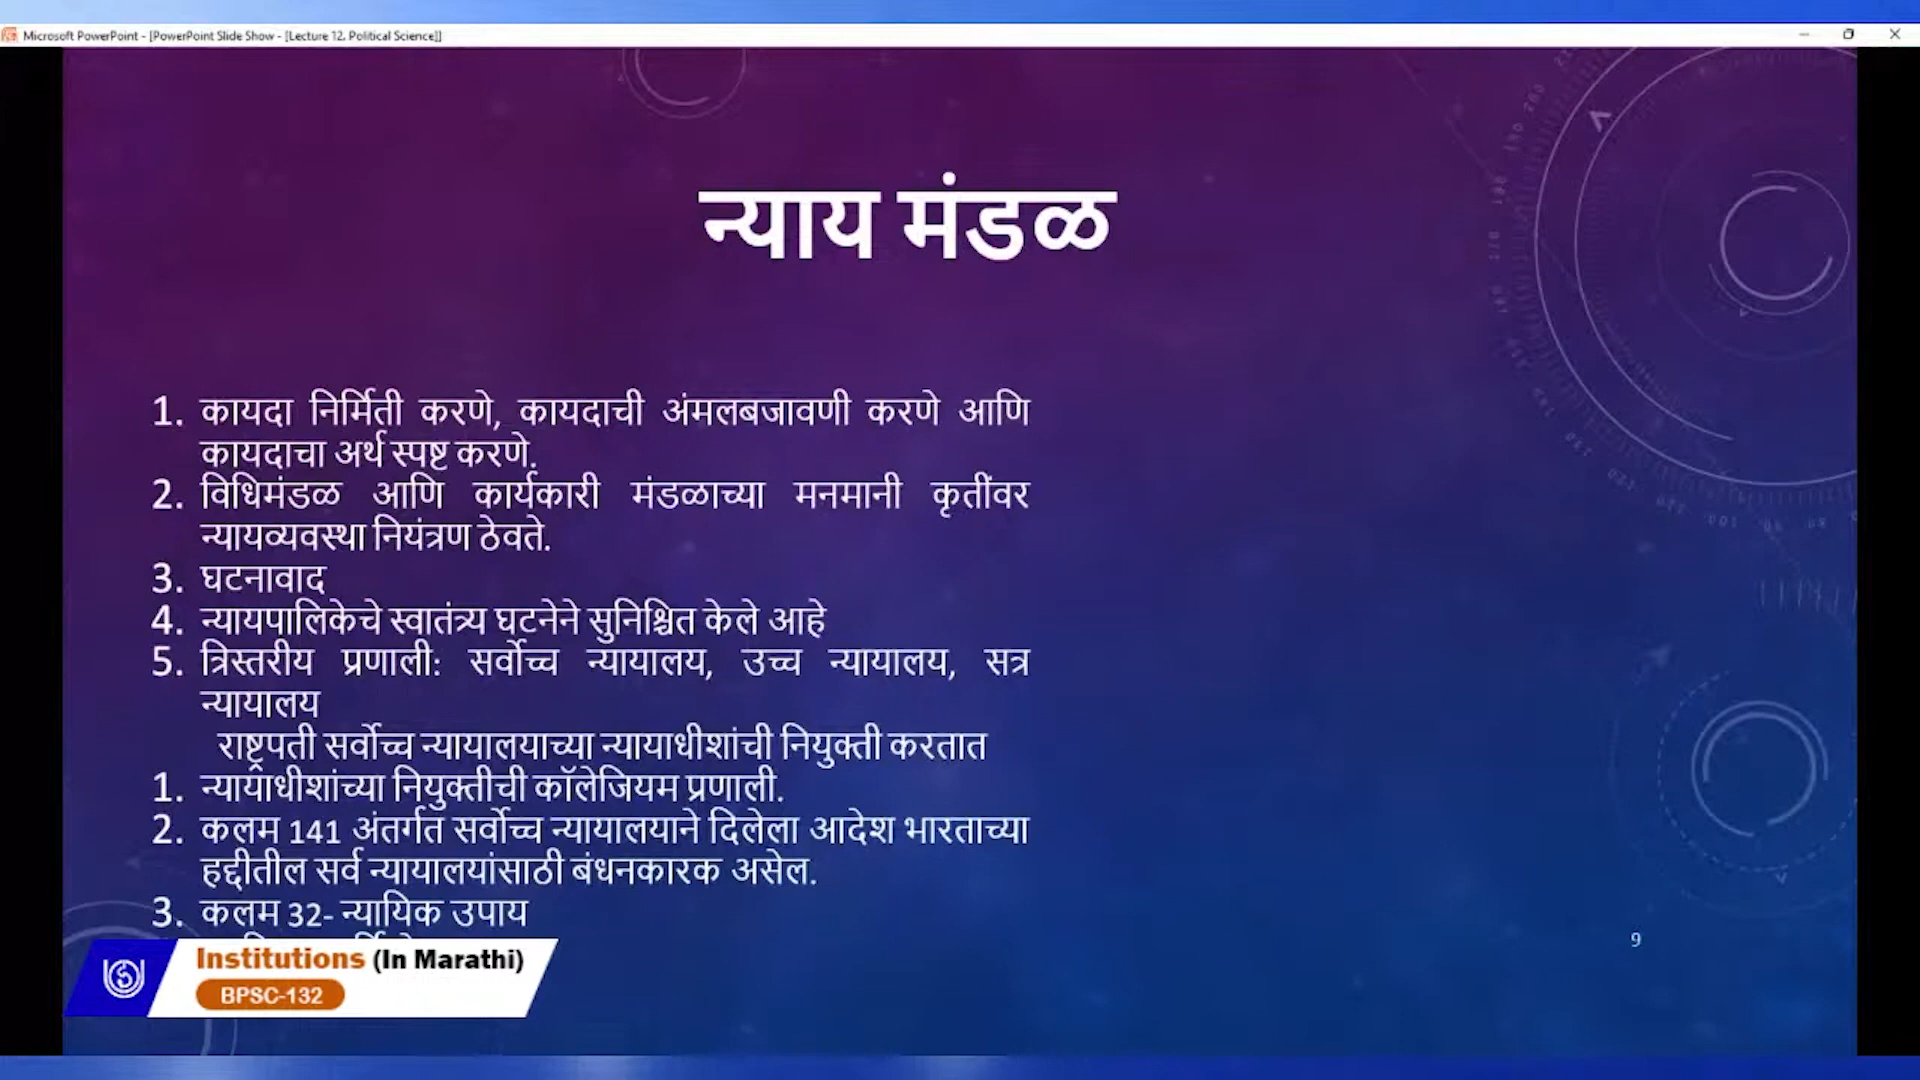 Microsoft PowerPoint - [PowerPoint Slide Show - [Lecture 12. Political Science]]
न्याय मंडळ
1. कायदा निर्मिती करणे, कायदाची अंमलबजावणी करणे आणि
कायदाचा अर्थ स्पष्ट करणे.
2. विधिमंडळ आणि कार्यकारी मंडळाच्या मनमानी कृतींवर
न्यायव्यवस्था नियंत्रण ठेवते.
3. घटनावाद
4. न्यायपालिकेचे स्वातंत्र्य घटनेने सुनिश्चित केले आहे
5. त्रिस्तरीय प्रणाली: सर्वोच्च न्यायालय, उच्च न्यायालय, सत्र
न्यायालय
राष्ट्रपती सर्वोच्च न्यायालयाच्या न्यायाधीशांची नियुक्ती करतात
1. न्यायाधीशांच्या नियुक्तीची कॉलेजियम प्रणाली.
2. कलम 141 अंतर्गत सर्वोच्च न्यायालयाने दिलेला आदेश भारताच्या
हद्दीतील सर्व न्यायालयांसाठी बंधनकारक असेल.
3. कलम 32- न्यायिक उपाय
9
Institutions (In Marathi)
BPSC-132